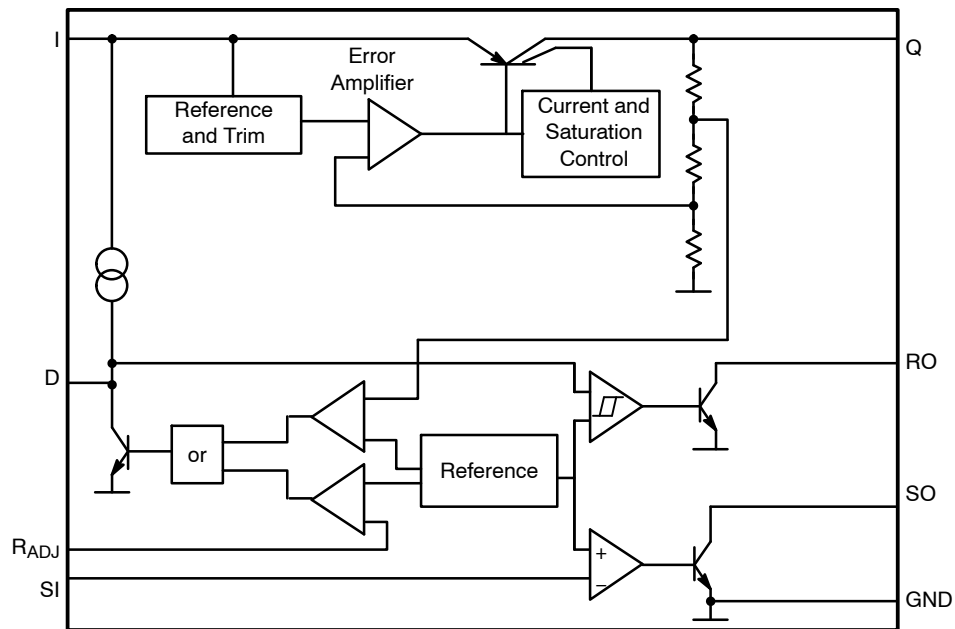 I
Q
Error
Amplifier
Reference
and Trim
Current and
Saturation
Control
D
RO
or
Reference
SO
RADJ
+
SI
−
GND